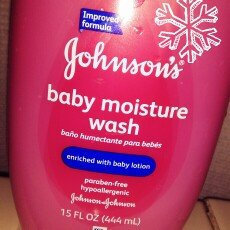 Improved
formula
Johnson's
baby moisture
wash
baño humectante para bebés
enriched with baby lotion
paraben-free
hypoallergenic
Johnson & Johnson
15 FL OZ (444 mL)